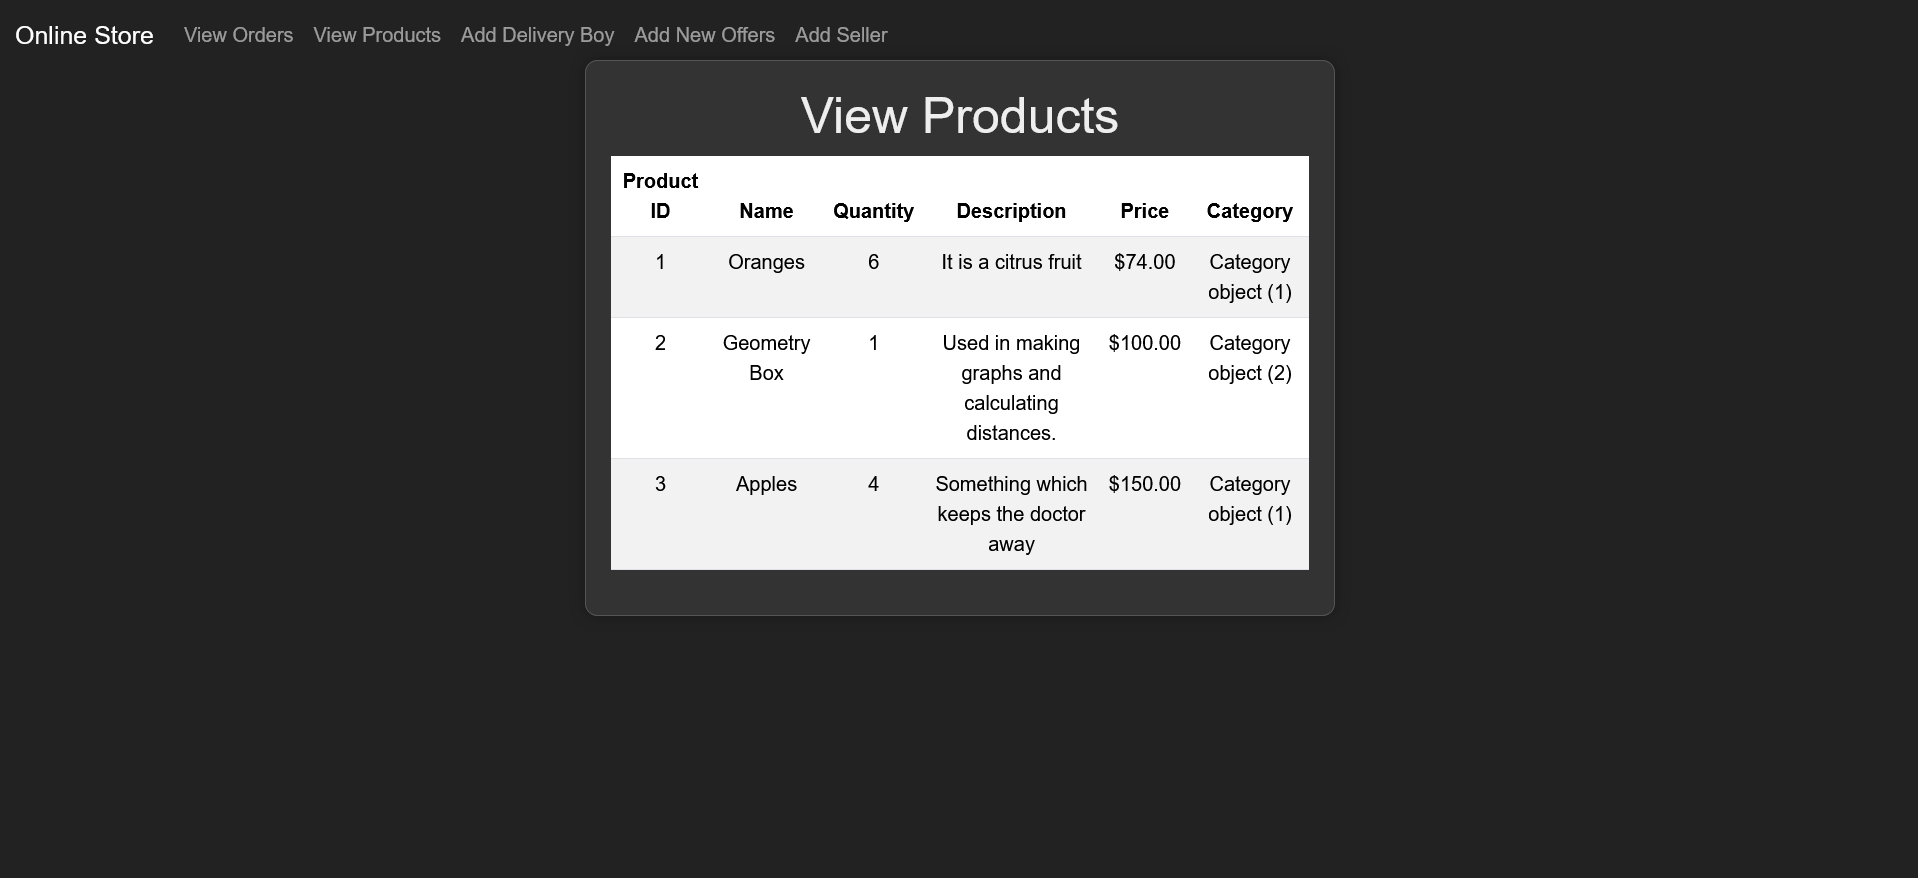 Online Store View Orders View Products Add Delivery Boy Add New Offers Add Seller
View Products
Product ID Name Quantity Description Price Category
1 Oranges 6 It is a citrus fruit $74.00 Category object (1)
2 Geometry Box 1 Used in making graphs and calculating distances. $100.00 Category object (2)
3 Apples 4 Something which keeps the doctor away $150.00 Category object (1)